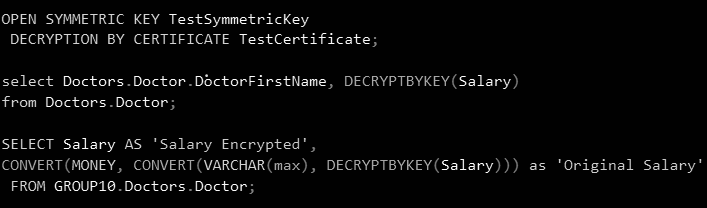 OPEN SYMMETRIC KEY TestSymmetricKey
DECRYPTION BY CERTIFICATE TestCertificate;
select Doctors.Doctor.DoctorFirstName, DECRYPTBYKEY(Salary)
from Doctors.Doctor;
SELECT Salary AS 'Salary Encrypted',
CONVERT(MONEY, CONVERT(VARCHAR(max), DECRYPTBYKEY(Salary))) as 'Original Salary'
FROM GROUP10.Doctors.Doctor;